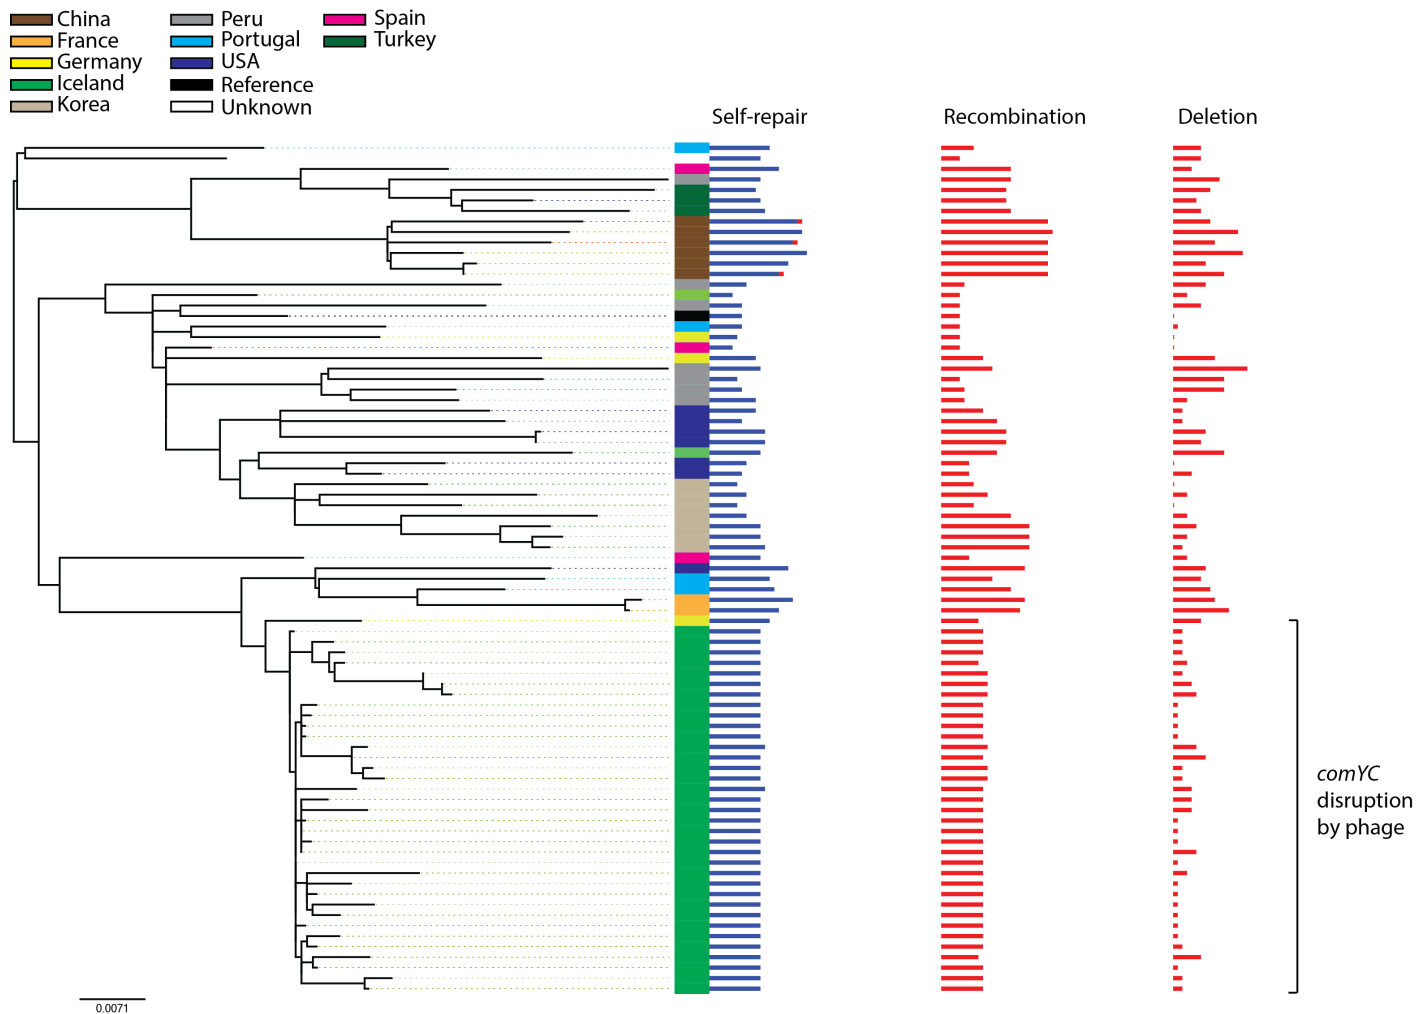 China
France
Germany
Iceland
Korea
Peru
Portugal
USA
Reference
Unknown
Spain
Turkey
Self-repair
Recombination
Deletion
comYC
disruption
by phage
0.0071